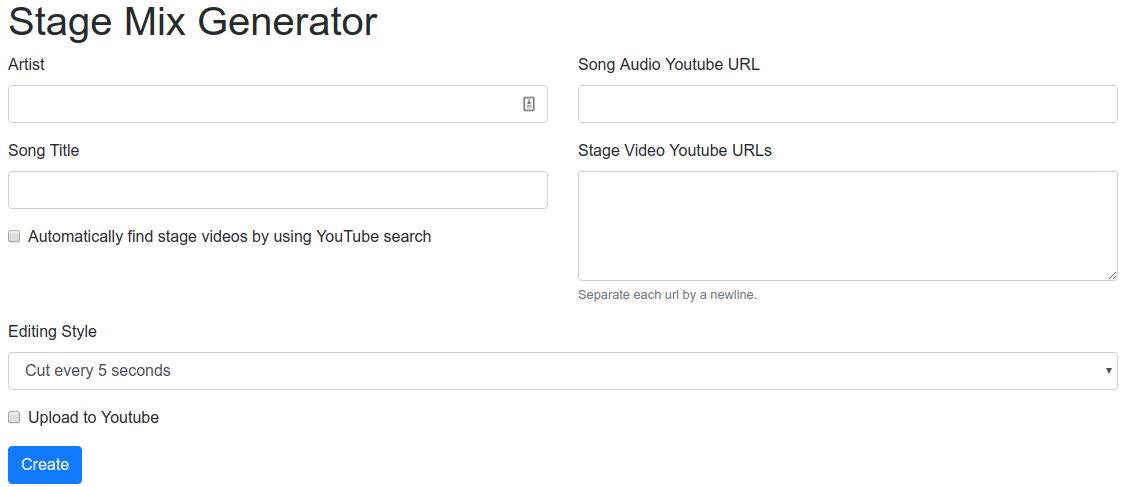 Stage Mix Generator
Artist
Song Audio Youtube URL
Song Title
Stage Video Youtube URLs
Automatically find stage videos by using YouTube search
Separate each url by a newline.
Editing Style
Cut every 5 seconds
Upload to Youtube
Create